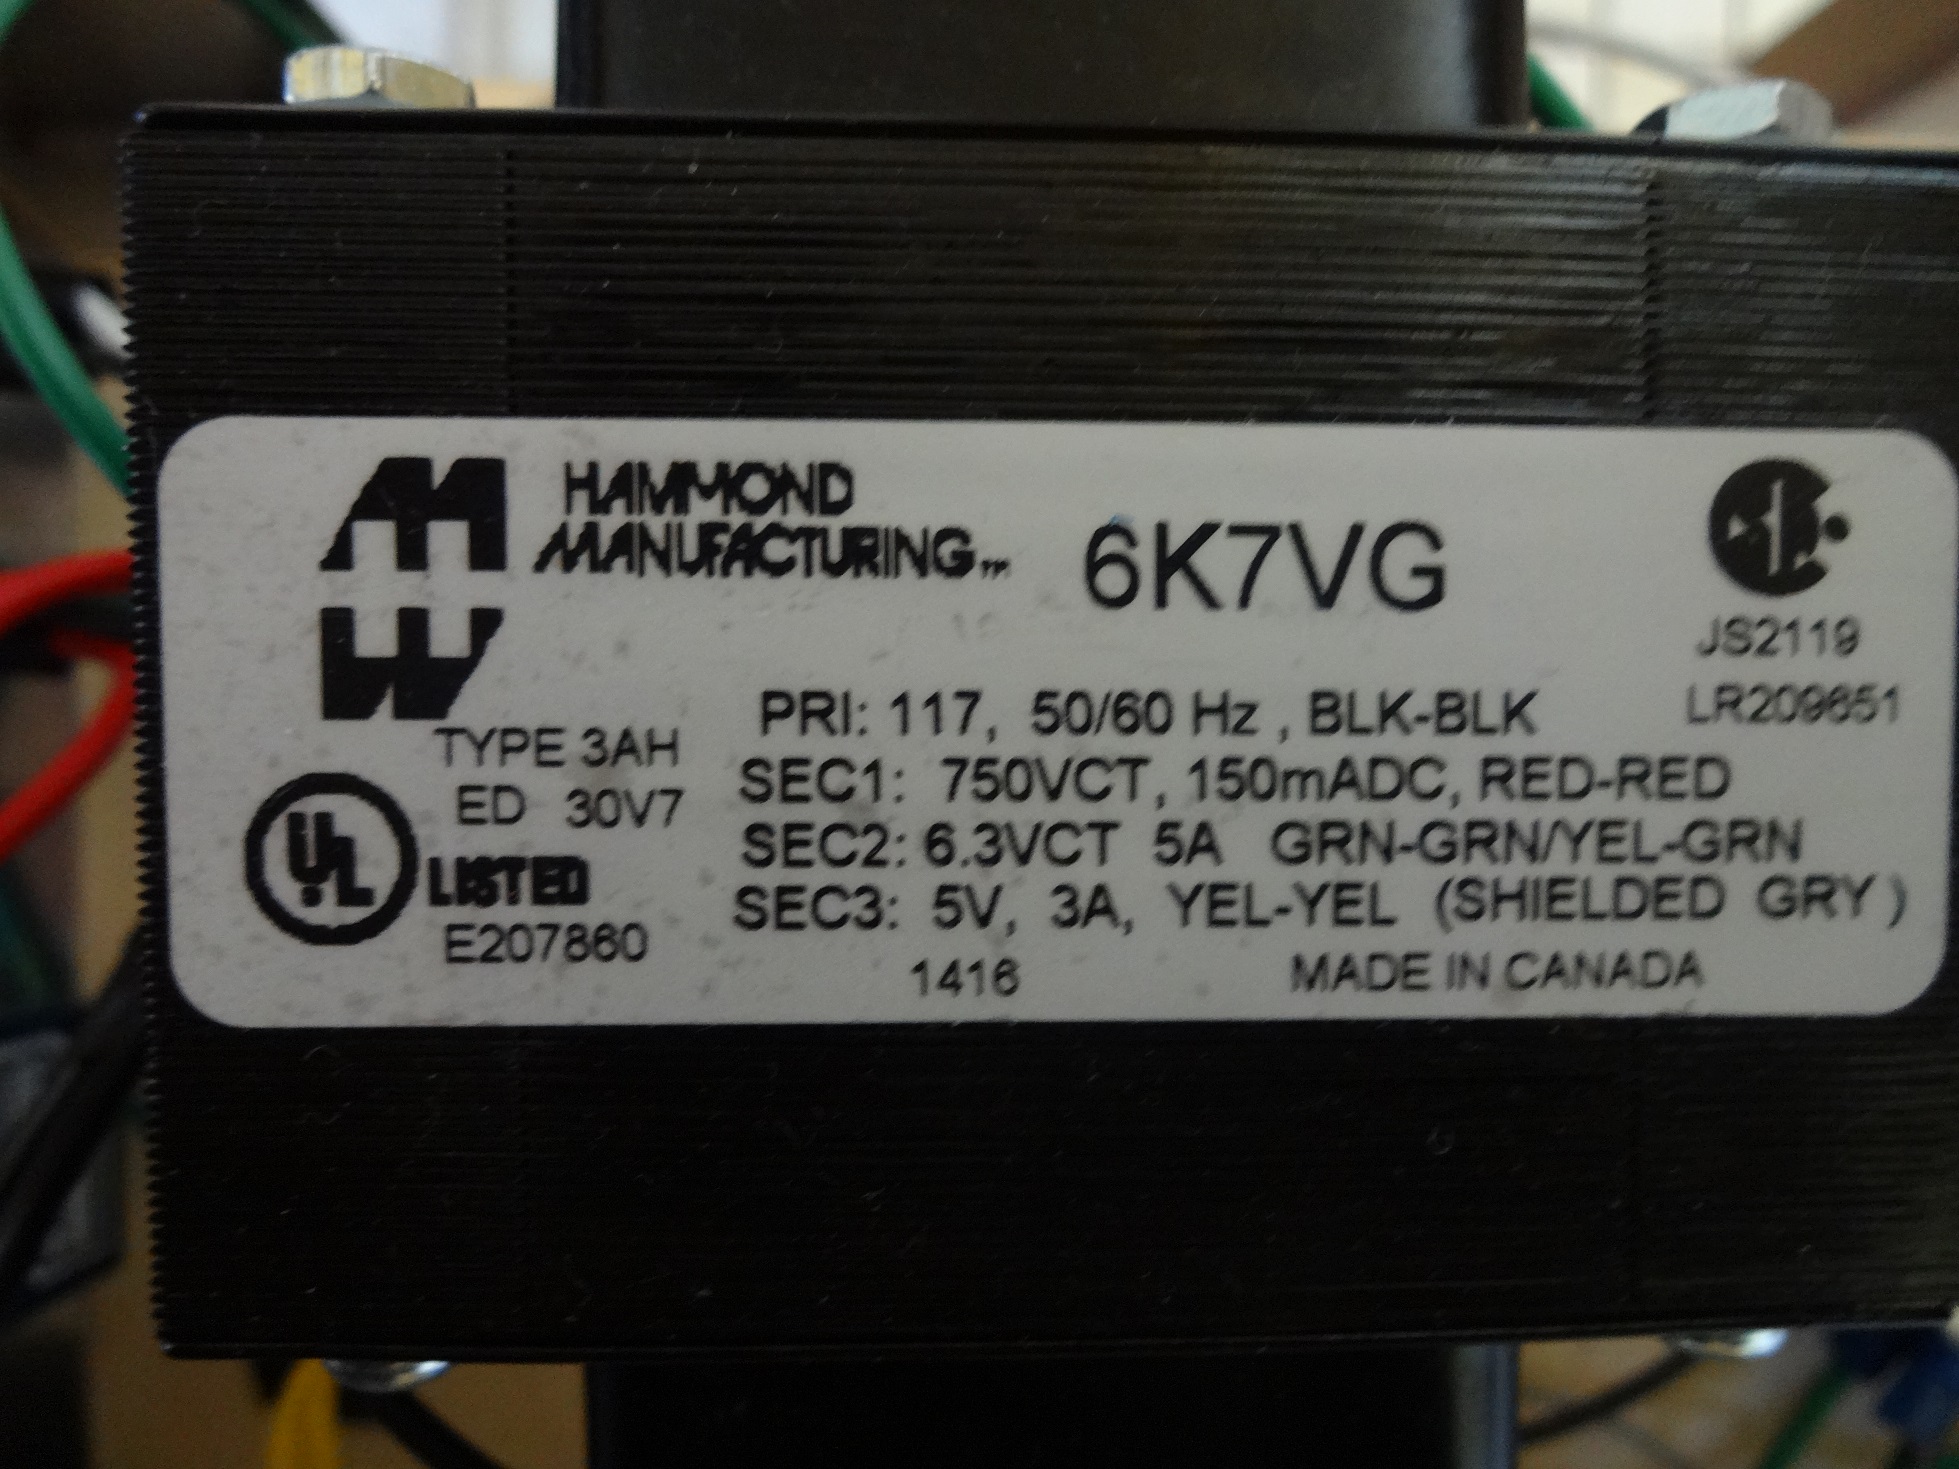 HAMMOND
MANUFACTURING™
6K7VG
JS2119
LR209651
PRI: 117, 50/60 Hz , BLK-BLK
TYPE 3AH
SEC1: 750VCT, 150mADC, RED-RED
ED 30V7
SEC2: 6.3VCT 5A GRN-GRN/YEL-GRN
UL LISTED
SEC3: 5V, 3A, YEL-YEL (SHIELDED GRY )
E207860
1416
MADE IN CANADA